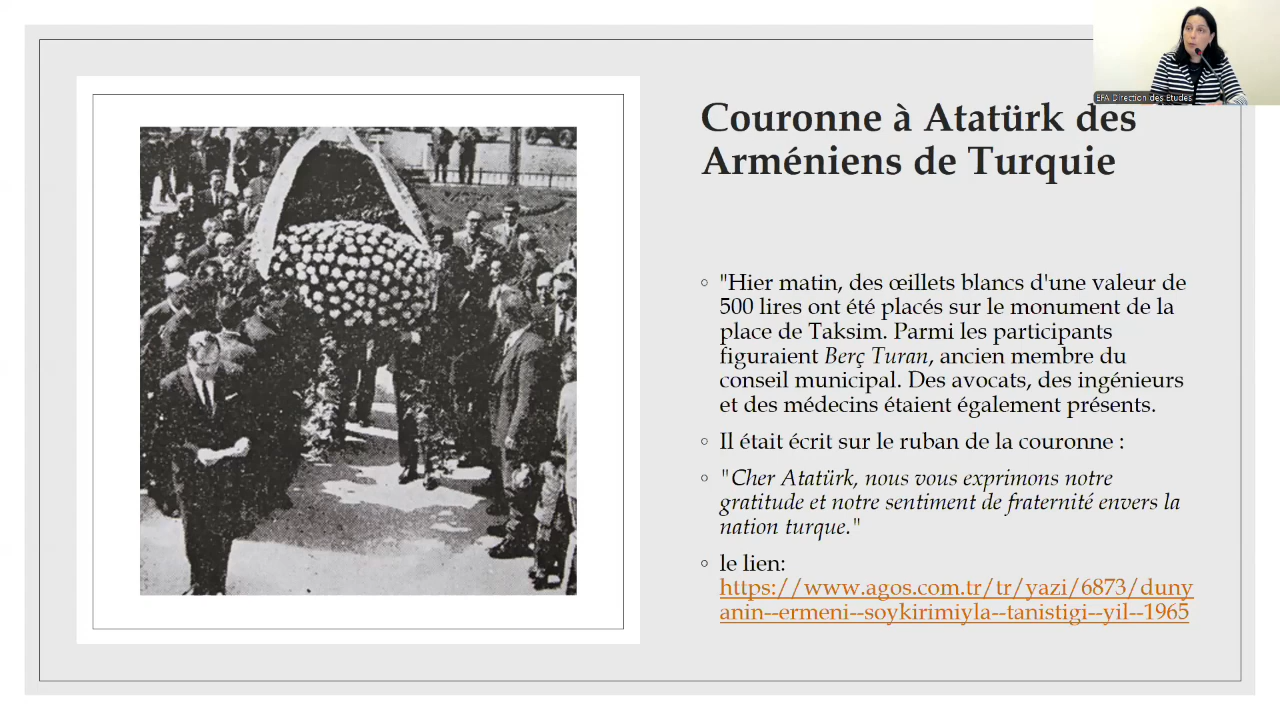 EFA Direction des Etudes
Couronne à Atatürk des
Arméniens de Turquie
"Hier matin, des œillets blancs d'une valeur de
500 lires ont été placés sur le monument de la
place de Taksim. Parmi les participants
figuraient Berç Turan, ancien membre du
conseil municipal. Des avocats, des ingénieurs
et des médecins étaient également présents.
Il était écrit sur le ruban de la couronne :
"Cher Atatürk, nous vous exprimons notre
gratitude et notre sentiment de fraternité envers la
nation turque."
le lien:
https://www.agos.com.tr/tr/yazi/6873/duny
anin--ermeni--soykirimiyla--tanistigi--yil--1965